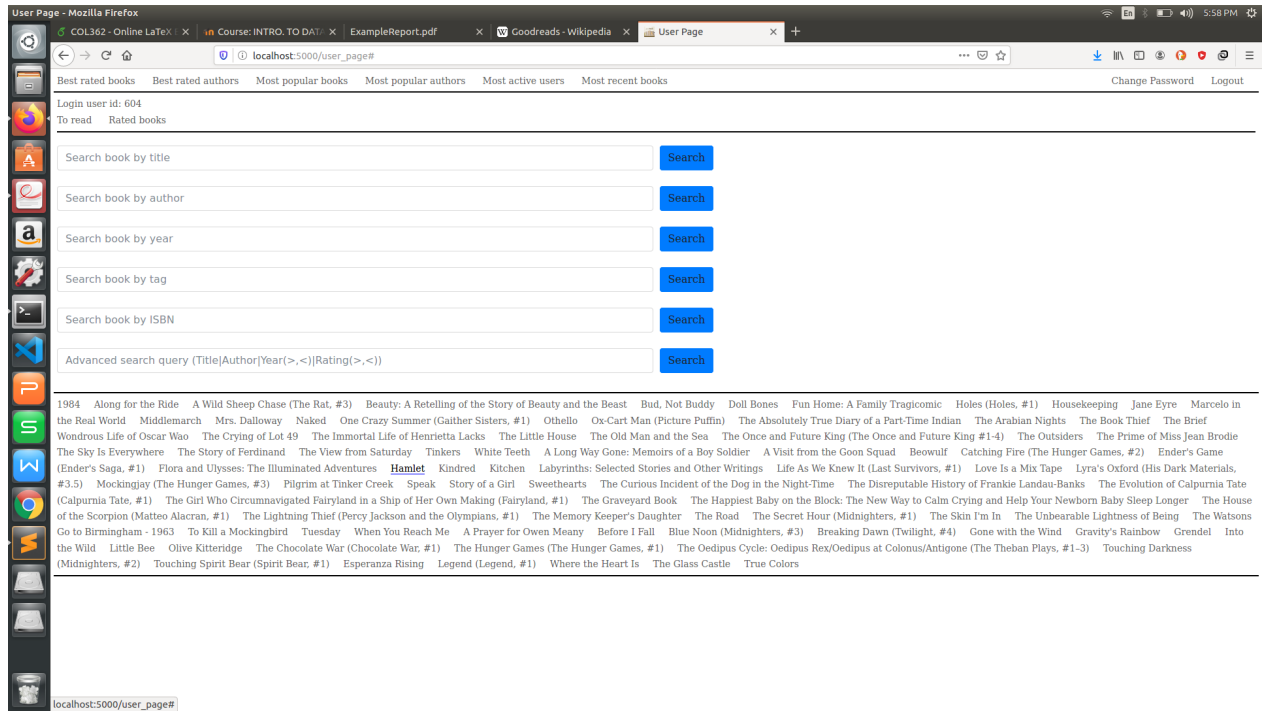 User Page - Mozilla Firefox
En
5:58 PM
COL362 - Online LaTeX E
Course: INTRO. TO DATA
ExampleReport.pdf
Goodreads - Wikipedia
User Page
localhost:5000/user_page#
Best rated books Best rated authors Most popular books Most popular authors Most active users Most recent books Change Password Logout
Login user id: 604
To read Rated books
Search book by title Search
Search book by author Search
Search book by year Search
Search book by tag Search
Search book by ISBN Search
Advanced search query (Title|Author|Year(>,<)|Rating(>,<)) Search
1984 Along for the Ride A Wild Sheep Chase (The Rat, #3) Beauty: A Retelling of the Story of Beauty and the Beast Bud, Not Buddy Doll Bones Fun Home: A Family Tragicomic Holes (Holes, #1) Housekeeping Jane Eyre Marcelo in
the Real World Middlemarch Mrs. Dalloway Naked One Crazy Summer (Gaither Sisters, #1) Othello Ox-Cart Man (Picture Puffin) The Absolutely True Diary of a Part-Time Indian The Arabian Nights The Book Thief The Brief
Wondrous Life of Oscar Wao The Crying of Lot 49 The Immortal Life of Henrietta Lacks The Little House The Old Man and the Sea The Once and Future King (The Once and Future King #1-4) The Outsiders The Prime of Miss Jean Brodie
The Sky Is Everywhere The Story of Ferdinand The View from Saturday Tinkers White Teeth A Long Way Gone: Memoirs of a Boy Soldier A Visit from the Goon Squad Beowulf Catching Fire (The Hunger Games, #2) Ender's Game
(Ender's Saga, #1) Flora and Ulysses: The Illuminated Adventures Hamlet Kindred Kitchen Labyrinths: Selected Stories and Other Writings Life As We Knew It (Last Survivors, #1) Love Is a Mix Tape Lyra's Oxford (His Dark Materials,
#3.5) Mockingjay (The Hunger Games, #3) Pilgrim at Tinker Creek Speak Story of a Girl Sweethearts The Curious Incident of the Dog in the Night-Time The Disreputable History of Frankie Landau-Banks The Evolution of Calpurnia Tate
(Calpurnia Tate, #1) The Girl Who Circumnavigated Fairyland in a Ship of Her Own Making (Fairyland, #1) The Graveyard Book The Happiest Baby on the Block: The New Way to Calm Crying and Help Your Newborn Baby Sleep Longer The House
of the Scorpion (Matteo Alacran, #1) The Lightning Thief (Percy Jackson and the Olympians, #1) The Memory Keeper's Daughter The Road The Secret Hour (Midnighters, #1) The Skin I'm In The Unbearable Lightness of Being The Watsons
Go to Birmingham - 1963 To Kill a Mockingbird Tuesday When You Reach Me A Prayer for Owen Meany Before I Fall Blue Noon (Midnighters, #3) Breaking Dawn (Twilight, #4) Gone with the Wind Gravity's Rainbow Grendel Into
the Wild Little Bee Olive Kitteridge The Chocolate War (Chocolate War, #1) The Hunger Games (The Hunger Games, #1) The Oedipus Cycle: Oedipus Rex/Oedipus at Colonus/Antigone (The Theban Plays, #1–3) Touching Darkness
(Midnighters, #2) Touching Spirit Bear (Spirit Bear, #1) Esperanza Rising Legend (Legend, #1) Where the Heart Is The Glass Castle True Colors
localhost:5000/user_page#